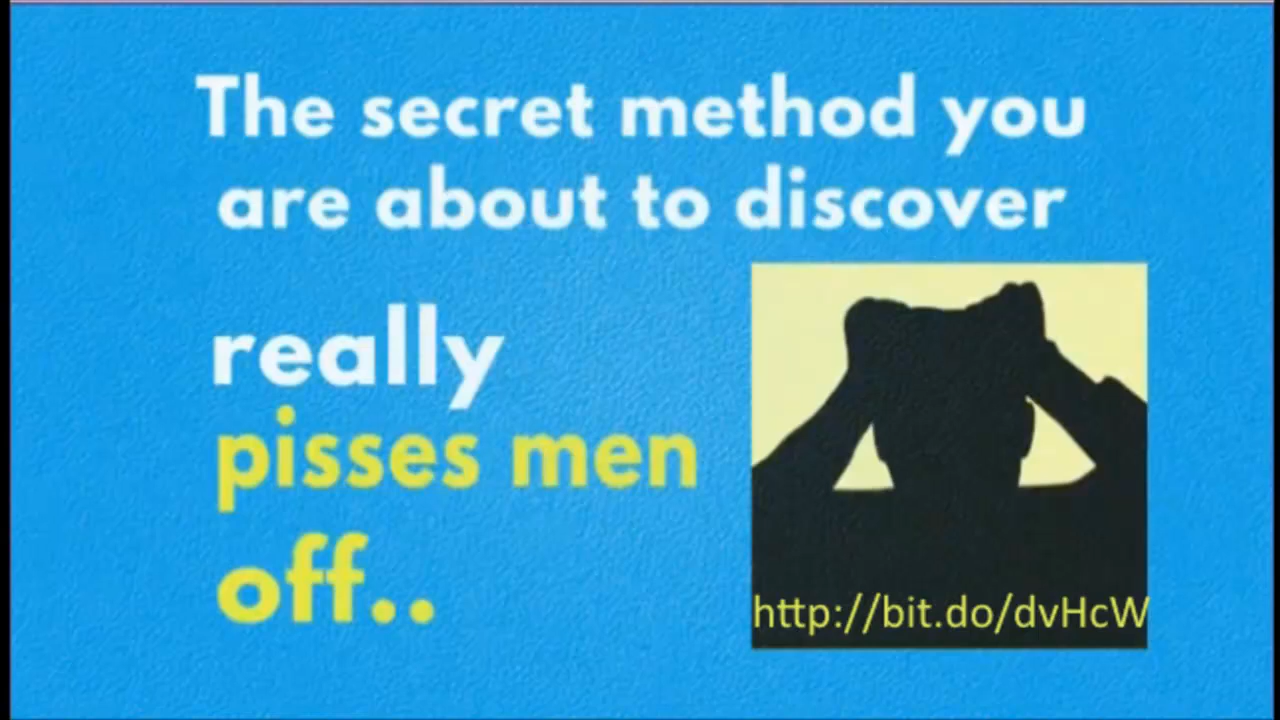 The secret method you
are about to discover
really
pisses men
off..
http://bit.do/dvHcW